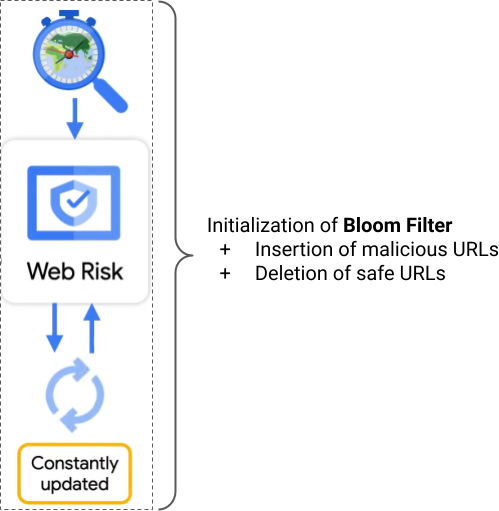 Web Risk
Constantly
updated
Initialization of Bloom Filter
+ Insertion of malicious URLs
+ Deletion of safe URLs